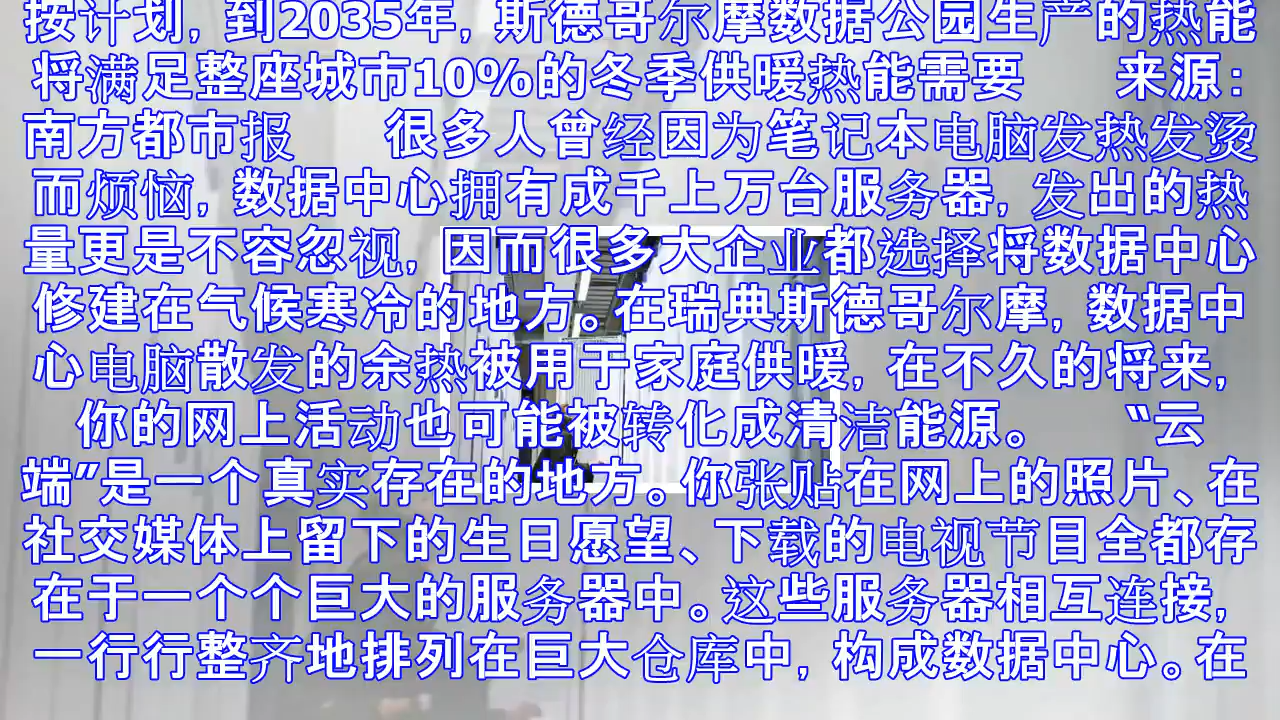 按计划, 到2035年, 斯德哥尔摩数据公园生产的热能
将满足整座城市10%的冬季供暖热能需要　　来源:
南方都市报　　很多人曾经因为笔记本电脑发热发烫
而烦恼, 数据中心拥有成千上万台服务器, 发出的热
量更是不容忽视, 因而很多大企业都选择将数据中心
修建在气候寒冷的地方。在瑞典斯德哥尔摩, 数据中
心电脑散发的余热被用于家庭供暖, 在不久的将来,
你的网上活动也可能被转化成清洁能源。　　“云
端”是一个真实存在的地方。你张贴在网上的照片、在
社交媒体上留下的生日愿望、下载的电视节目全都存
在于一个个巨大的服务器中。这些服务器相互连接,
一行行整齐地排列在巨大仓库中, 构成数据中心。在